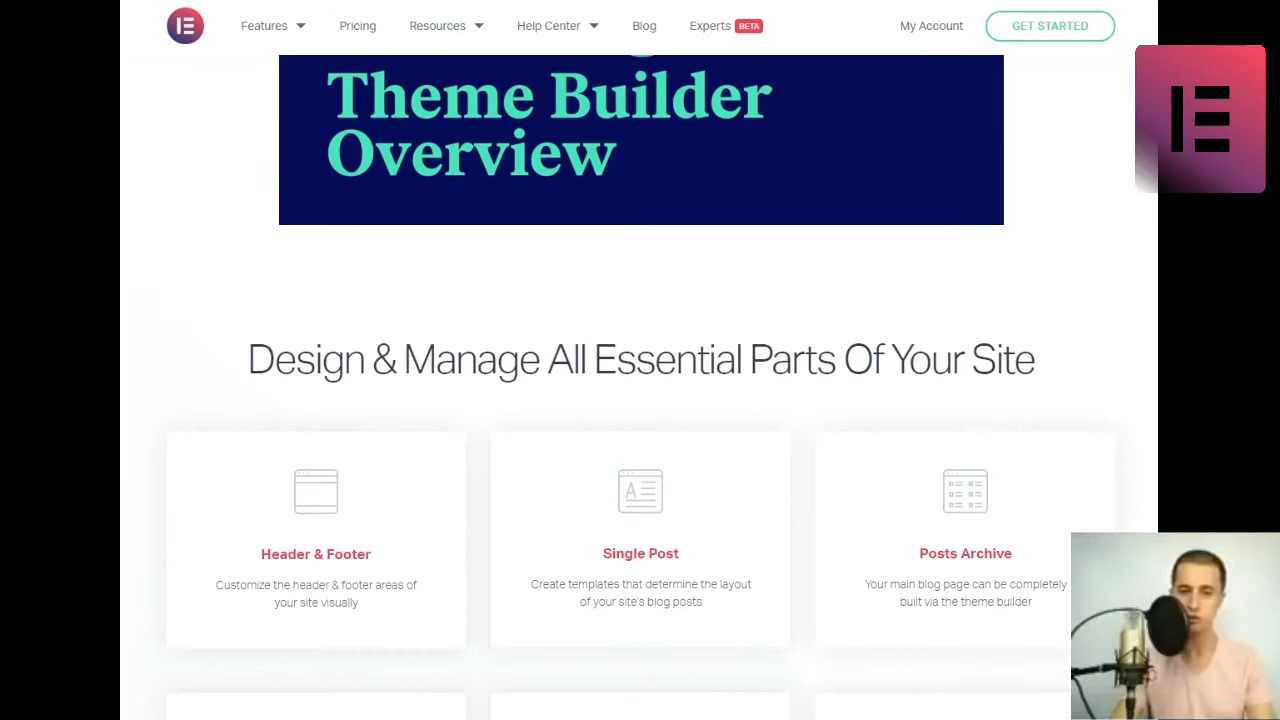 Features
Pricing
Resources
Help Center
Blog
Experts BETA
My Account
GET STARTED
Theme Builder
Overview
Design & Manage All Essential Parts Of Your Site
Header & Footer
Customize the header & footer areas of
your site visually
Single Post
Create templates that determine the layout
of your site's blog posts
Posts Archive
Your main blog page can be completely
built via the theme builder